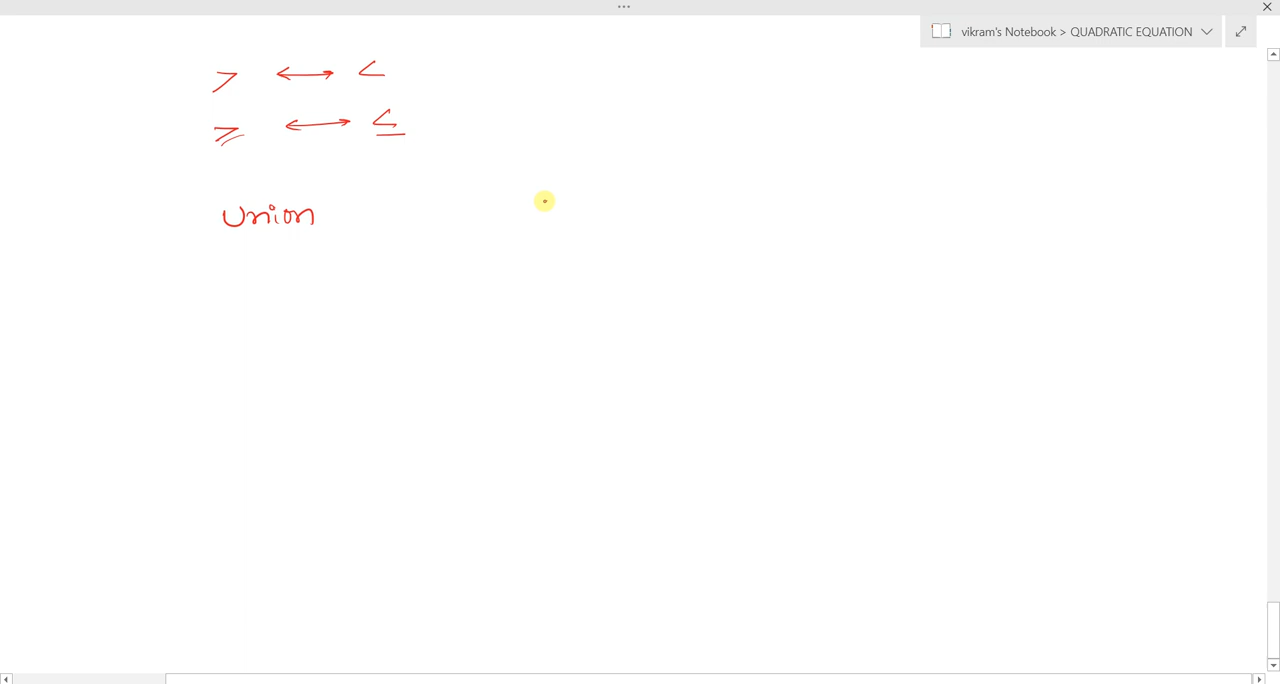 vikram's Notebook > QUADRATIC EQUATION
> ⟷ <
≥ ⟷ ≤
Union